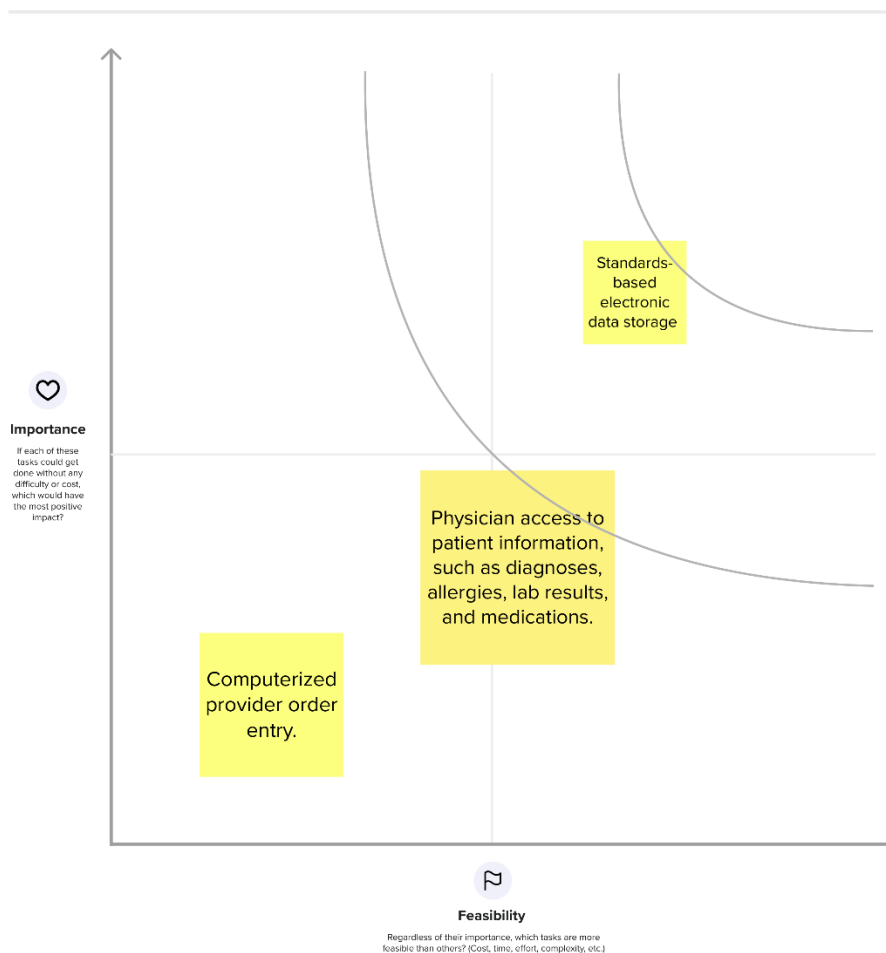 Standards-
based
electronic
data storage
Importance
If each of these
tasks could get
done without any
difficulty or cost,
which would have
the most positive
impact?
Physician access to
patient information,
such as diagnoses,
allergies, lab results,
and medications.
Computerized
provider order
entry.
Feasibility
Regardless of their importance, which tasks are more
feasible than others? (Cost, time, effort, complexity, etc.)